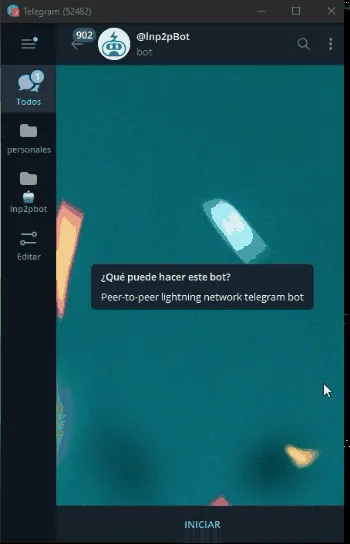 Telegram (52482)
902
@lnp2pBot
bot
1
Todos
personales
lnp2pbot
Editar
¿Qué puede hacer este bot?
Peer-to-peer lightning network telegram bot
INICIAR